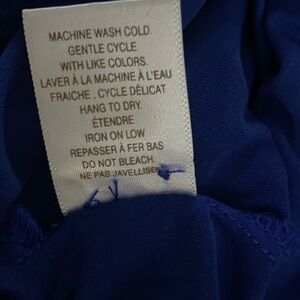 MACHINE WASH COLD.
GENTLE CYCLE
WITH LIKE COLORS.
LAVER À LA MACHINE À L'EAU
FRAICHE , CYCLE DÉLICAT
HANG TO DRY.
ÉTENDRE
IRON ON LOW
REPASSER À FER BAS
DO NOT BLEACH.
NE PAS JAVELLISER